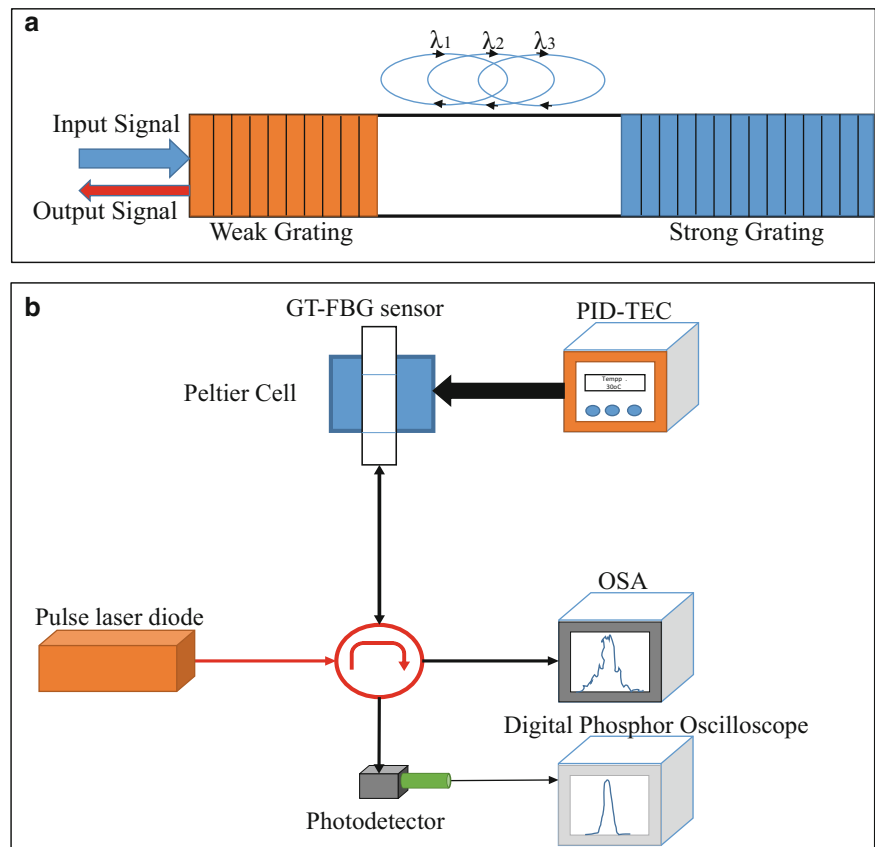 a
λ1 λ2 λ3
Input Signal
Output Signal
Weak Grating
Strong Grating
b
GT-FBG sensor
PID-TEC
Peltier Cell
Tempp .
30oC
OSA
Pulse laser diode
Digital Phosphor Oscilloscope
Photodetector